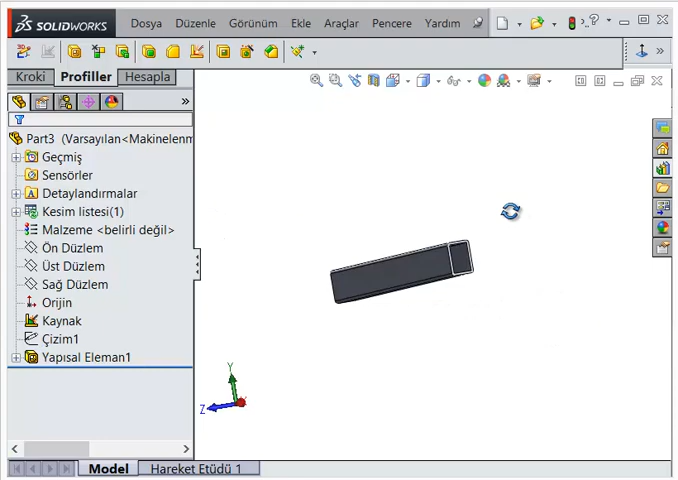 SOLIDWORKS Dosya Düzenle Görünüm Ekle Araçlar Pencere Yardım
Kroki Profiller Hesapla
Part3 (Varsayılan<Makinelenm
Geçmiş
Sensörler
Detaylandırmalar
Kesim listesi(1)
Malzeme <belirli değil>
Ön Düzlem
Üst Düzlem
Sağ Düzlem
Orijin
Kaynak
Çizim1
Yapısal Eleman1
Y
Z
Model Hareket Etüdü 1